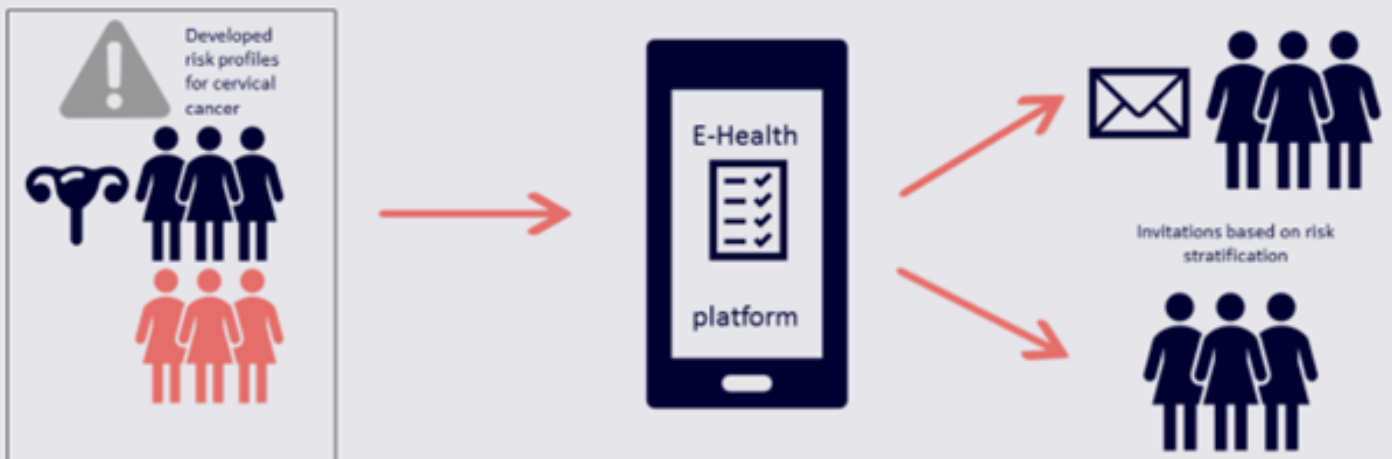 Developed
risk profiles
for cervical
cancer
E-Health
platform
Invitations based on risk
stratification